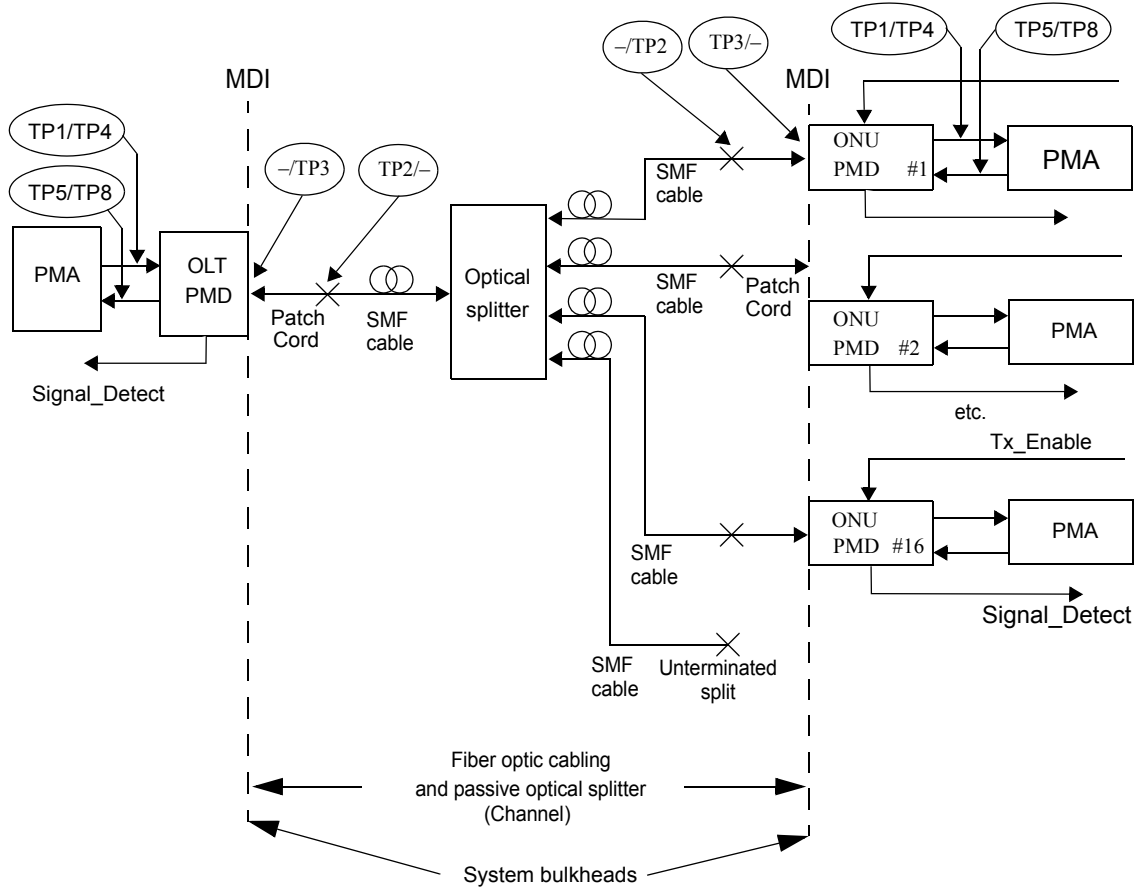 –/TP2
TP3/–
TP1/TP4
TP5/TP8
MDI
MDI
TP1/TP4
TP5/TP8
–/TP3
TP2/–
ONU
PMD #1
PMA
SMF
cable
PMA
OLT
PMD
Patch
Cord
SMF
cable
Optical
splitter
SMF
cable
Patch
Cord
ONU
PMD #2
PMA
Signal_Detect
etc.
Tx_Enable
ONU
PMD #16
PMA
SMF
cable
Signal_Detect
SMF
cable
Unterminated
split
Fiber optic cabling
and passive optical splitter
(Channel)
System bulkheads